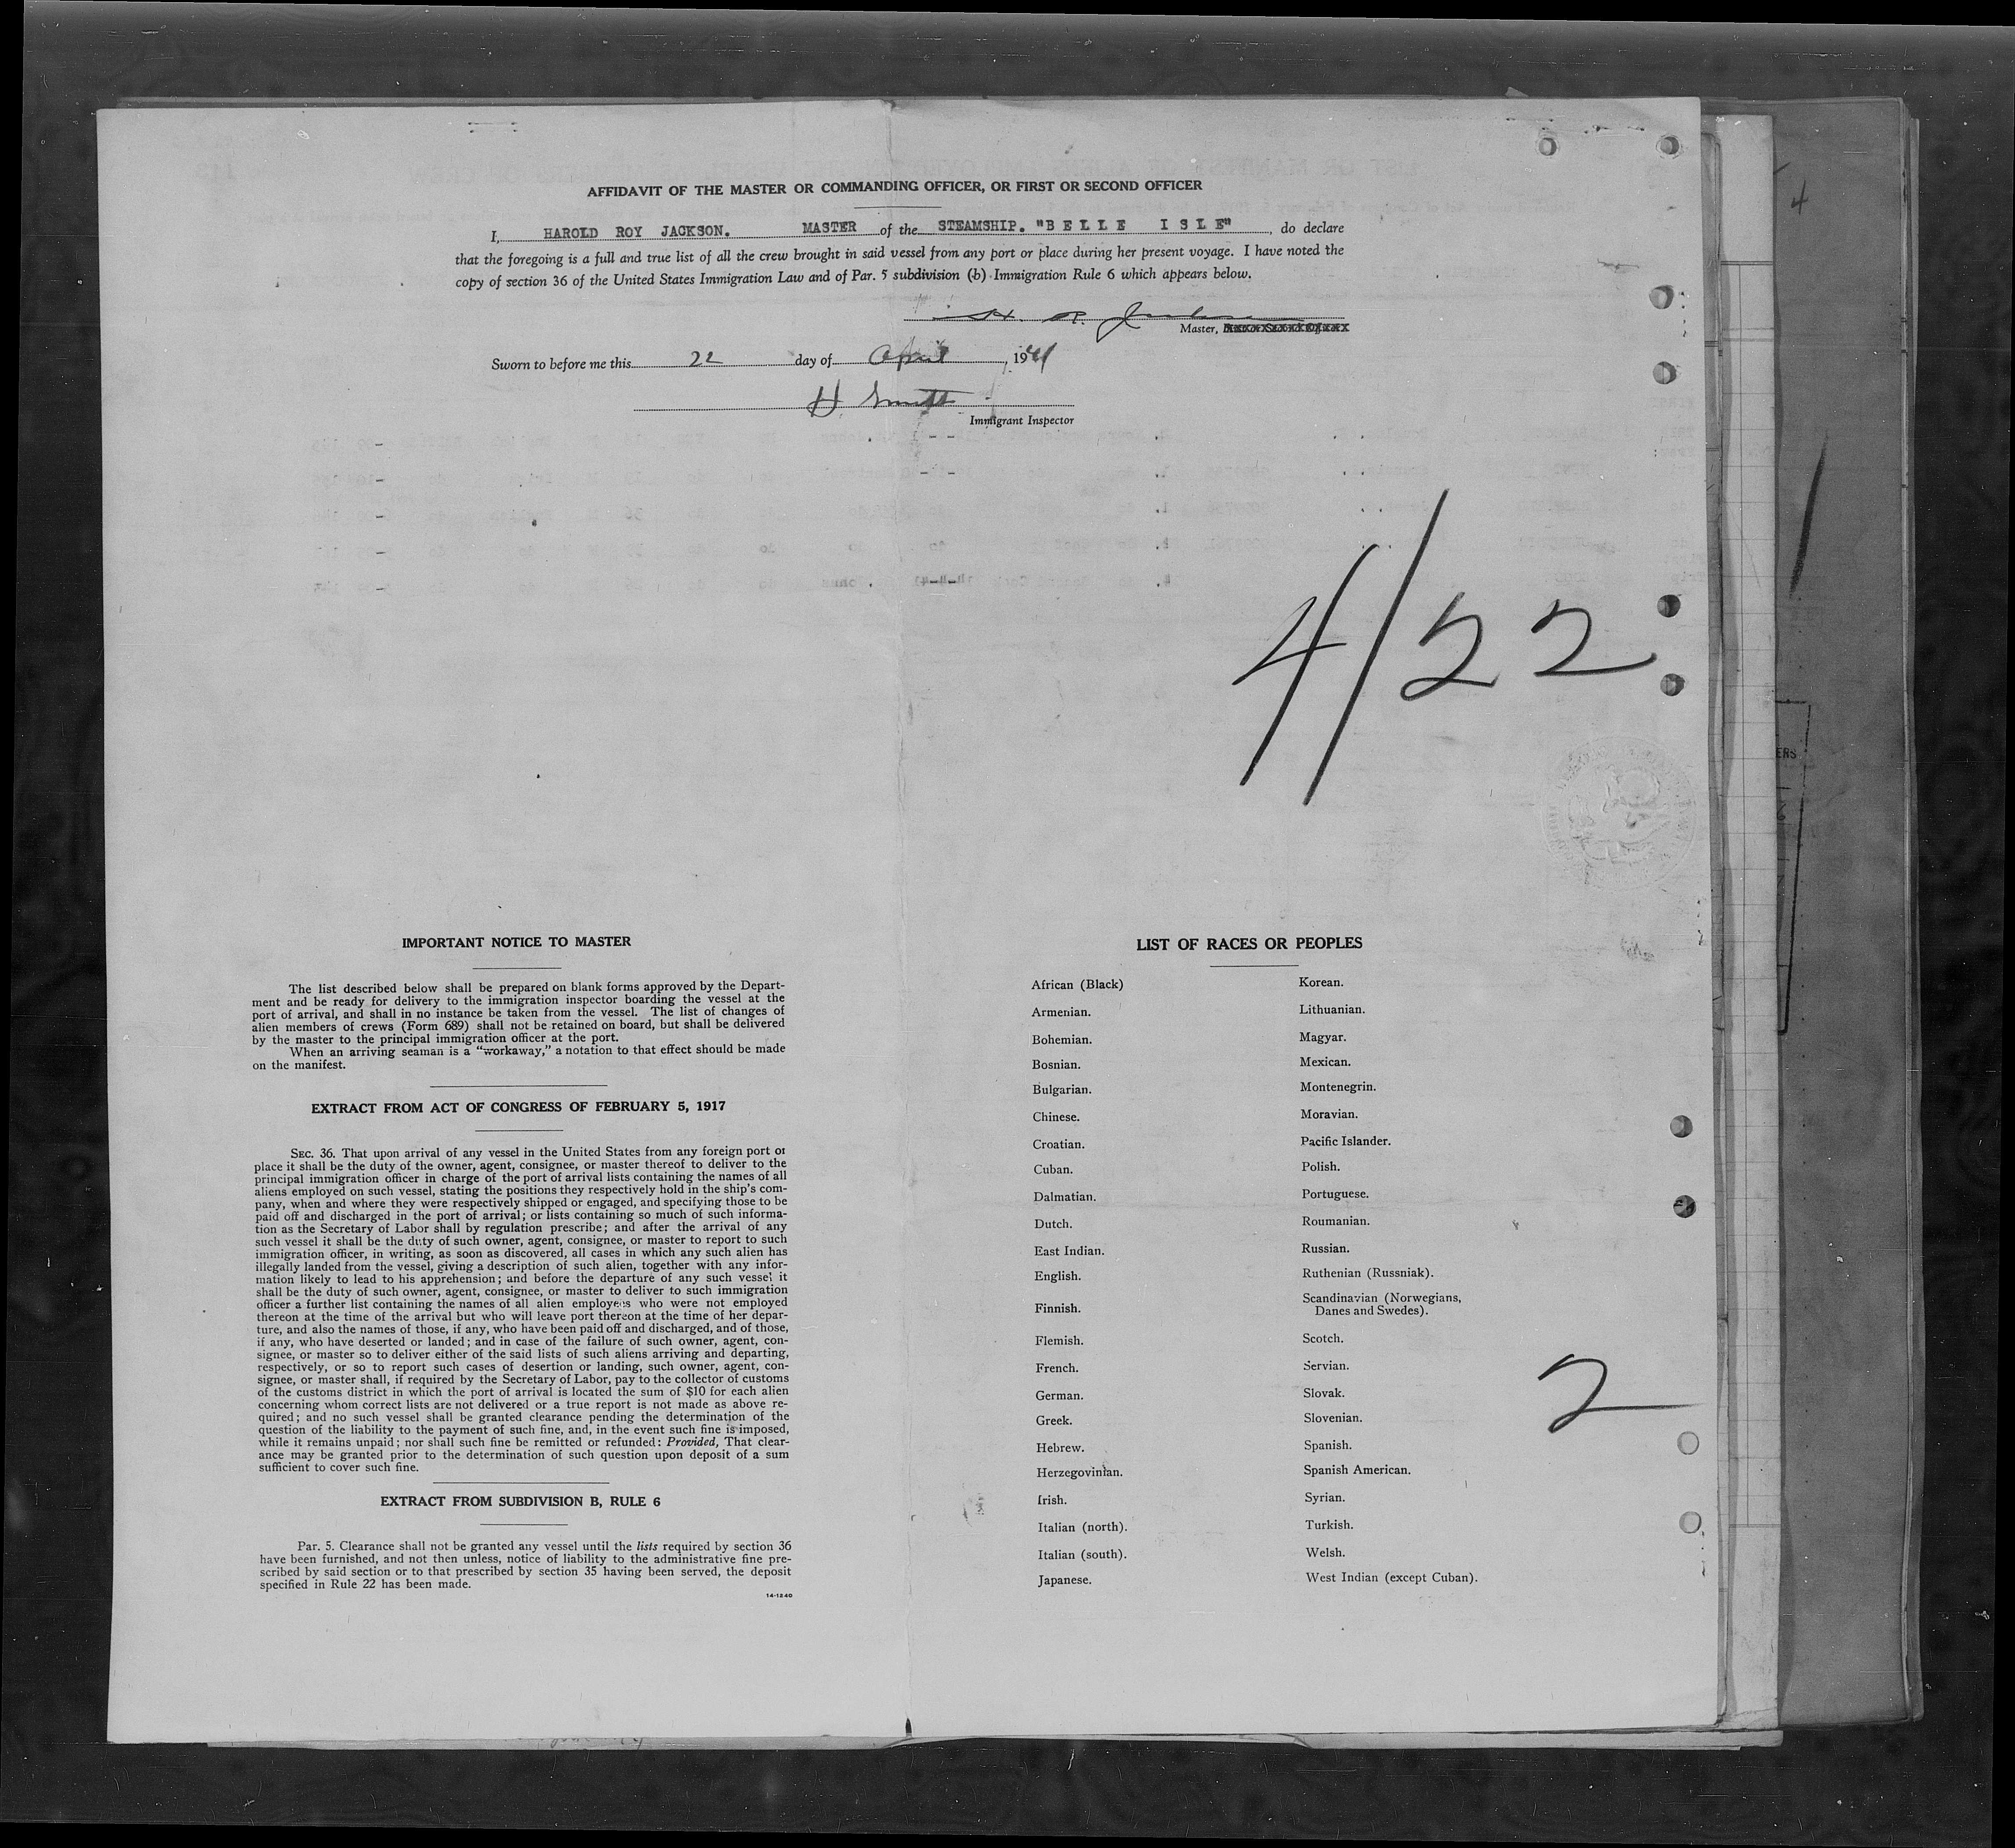 AFFIDAVIT OF THE MASTER OR COMMANDING OFFICER, OR FIRST OR SECOND OFFICER
I, HAROLD ROY JACKSON. MASTER of the STEAMSHIP. "B E L L E I S L E", do declare
that the foregoing is a full and true list of all the crew brought in said vessel from any port or place during her present voyage. I have noted the
copy of section 36 of the United States Immigration Law and of Par. 5 subdivision (b) Immigration Rule 6 which appears below.
H. R. Jackson
Master,
Sworn to before me this 22 day of April, 1941
H Smith
Immigrant Inspector
4/22
IMPORTANT NOTICE TO MASTER
The list described below shall be prepared on blank forms approved by the Depart-
ment and be ready for delivery to the immigration inspector boarding the vessel at the
port of arrival, and shall in no instance be taken from the vessel. The list of changes of
alien members of crews (Form 689) shall not be retained on board, but shall be delivered
by the master to the principal immigration officer at the port.
When an arriving seaman is a "workaway," a notation to that effect should be made
on the manifest.
EXTRACT FROM ACT OF CONGRESS OF FEBRUARY 5, 1917
SEC. 36. That upon arrival of any vessel in the United States from any foreign port or
place it shall be the duty of the owner, agent, consignee, or master thereof to deliver to the
principal immigration officer in charge of the port of arrival lists containing the names of all
aliens employed on such vessel, stating the positions they respectively hold in the ship's com-
pany, when and where they were respectively shipped or engaged, and specifying those to be
paid off and discharged in the port of arrival; or lists containing so much of such informa-
tion as the Secretary of Labor shall by regulation prescribe; and after the arrival of any
such vessel it shall be the duty of such owner, agent, consignee, or master to report to such
immigration officer, in writing, as soon as discovered, all cases in which any such alien has
illegally landed from the vessel, giving a description of such alien, together with any infor-
mation likely to lead to his apprehension; and before the departure of any such vessel it
shall be the duty of such owner, agent, consignee, or master to deliver to such immigration
officer a further list containing the names of all alien employees who were not employed
thereon at the time of the arrival but who will leave port thereon at the time of her depar-
ture, and also the names of those, if any, who have been paid off and discharged, and of those,
if any, who have deserted or landed; and in case of the failure of such owner, agent, con-
signee, or master so to deliver either of the said lists of such aliens arriving and departing,
respectively, or so to report such cases of desertion or landing, such owner, agent, con-
signee, or master shall, if required by the Secretary of Labor, pay to the collector of customs
of the customs district in which the port of arrival is located the sum of $10 for each alien
concerning whom correct lists are not delivered or a true report is not made as above re-
quired; and no such vessel shall be granted clearance pending the determination of the
question of the liability to the payment of such fine, and, in the event such fine is imposed,
while it remains unpaid; nor shall such fine be remitted or refunded: Provided, That clear-
ance may be granted prior to the determination of such question upon deposit of a sum
sufficient to cover such fine.
EXTRACT FROM SUBDIVISION B, RULE 6
Par. 5. Clearance shall not be granted any vessel until the lists required by section 36
have been furnished, and not then unless, notice of liability to the administrative fine pre-
scribed by said section or to that prescribed by section 35 having been served, the deposit
specified in Rule 22 has been made.
14-1240
LIST OF RACES OR PEOPLES
African (Black)
Armenian.
Bohemian.
Bosnian.
Bulgarian.
Chinese.
Croatian.
Cuban.
Dalmatian.
Dutch.
East Indian.
English.
Finnish.
Flemish.
French.
German.
Greek.
Hebrew.
Herzegovinian.
Irish.
Italian (north).
Italian (south).
Japanese.
Korean.
Lithuanian.
Magyar.
Mexican.
Montenegrin.
Moravian.
Pacific Islander.
Polish.
Portuguese.
Roumanian.
Russian.
Ruthenian (Russniak).
Scandinavian (Norwegians,
Danes and Swedes).
Scotch.
Servian.
Slovak.
Slovenian.
Spanish.
Spanish American.
Syrian.
Turkish.
Welsh.
West Indian (except Cuban).
2
4
ERS